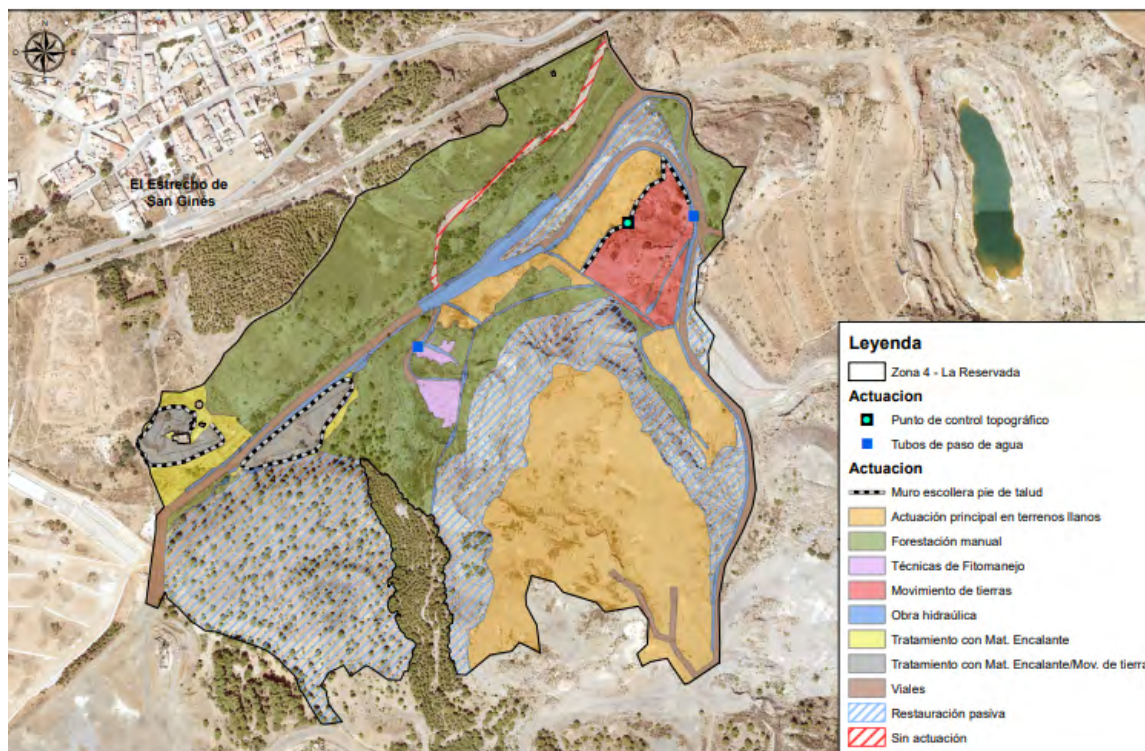 N
O
E
S
El Estrecho de
San Ginés
Leyenda
Zona 4 - La Reservada
Actuacion
Punto de control topográfico
Tubos de paso de agua
Actuacion
Muro escollera pie de talud
Actuación principal en terrenos llanos
Forestación manual
Técnicas de Fitomanejo
Movimiento de tierras
Obra hidraúlica
Tratamiento con Mat. Encalante
Tratamiento con Mat. Encalante/Mov. de tierra
Viales
Restauración pasiva
Sin actuación